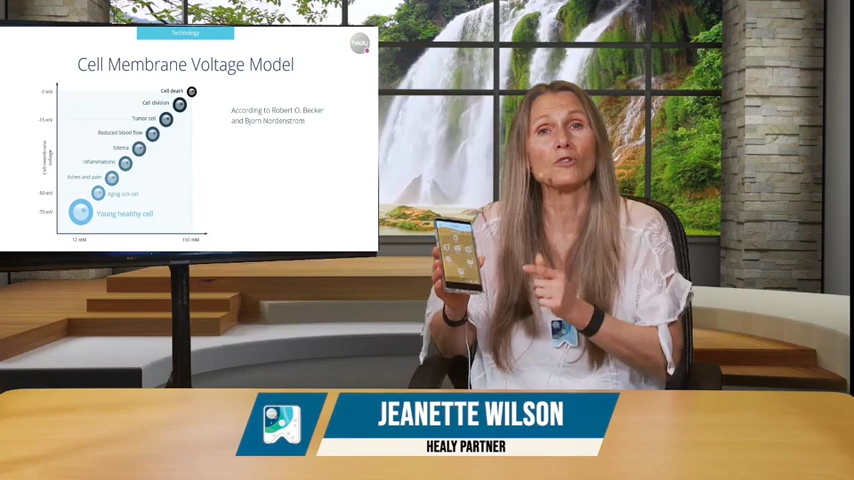 Technology
healy
Cell Membrane Voltage Model
According to Robert O. Becker
and Bjorn Nordenstrom
0 mV
Cell death
Cell division
-15 mV
Tumor cell
Reduced blood flow
Edema
Inflammations
Aches and pain
-50 mV
Aging sick cell
-70 mV
Young healthy cell
Cell membrane
voltage
12 mM
150 mM
JEANETTE WILSON
HEALY PARTNER